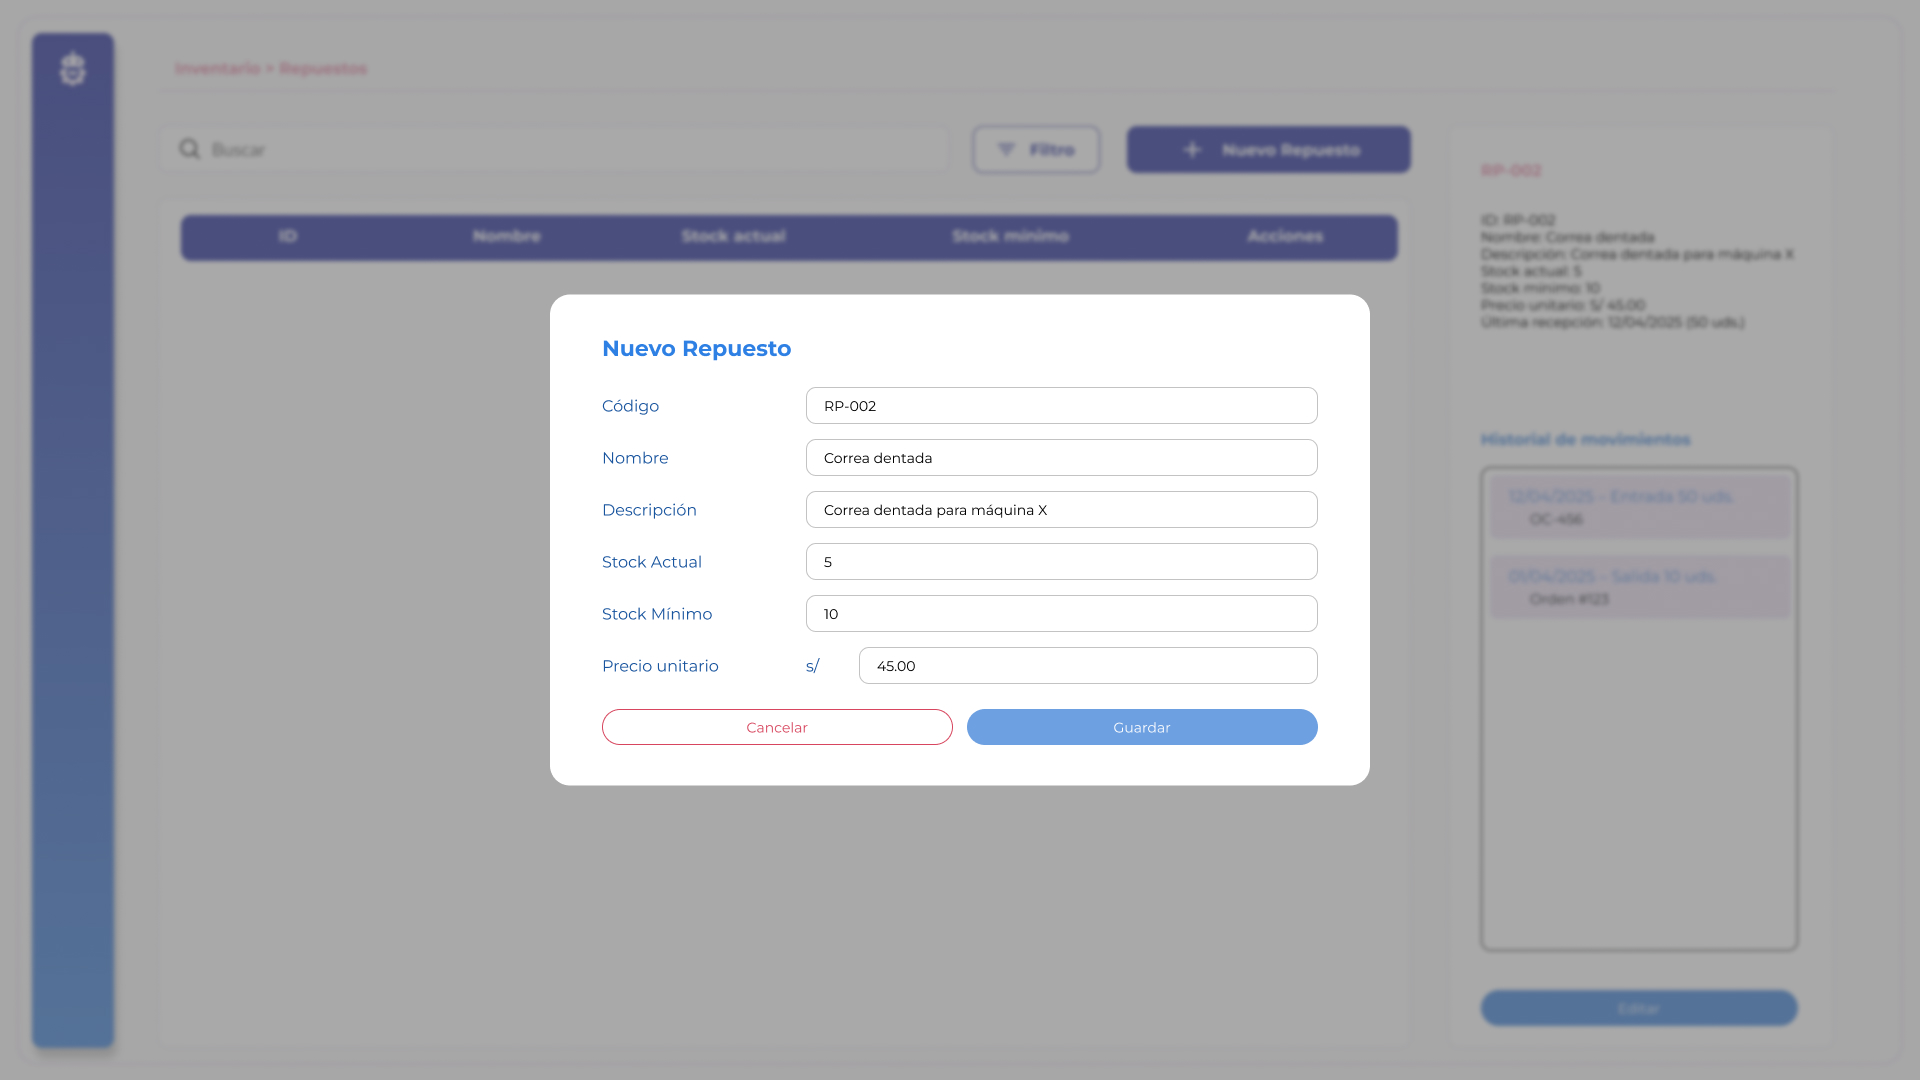 Inventario > Repuestos
Buscar
Filtro
Nuevo Repuesto
ID Nombre Stock actual Stock mínimo Acciones
RP-002
ID: RP-002
Nombre: Correa dentada
Descripción: Correa dentada para máquina X
Stock actual: 5
Stock mínimo: 10
Precio unitario: S/ 45.00
Última recepción: 12/04/2025 (50 uds.)
Historial de movimientos
12/04/2025 - Entrada 50 uds.
OC-456
01/04/2025 - Salida 10 uds.
Orden #123
Editar
Nuevo Repuesto
Código RP-002
Nombre Correa dentada
Descripción Correa dentada para máquina X
Stock Actual 5
Stock Mínimo 10
Precio unitario s/ 45.00
Cancelar Guardar